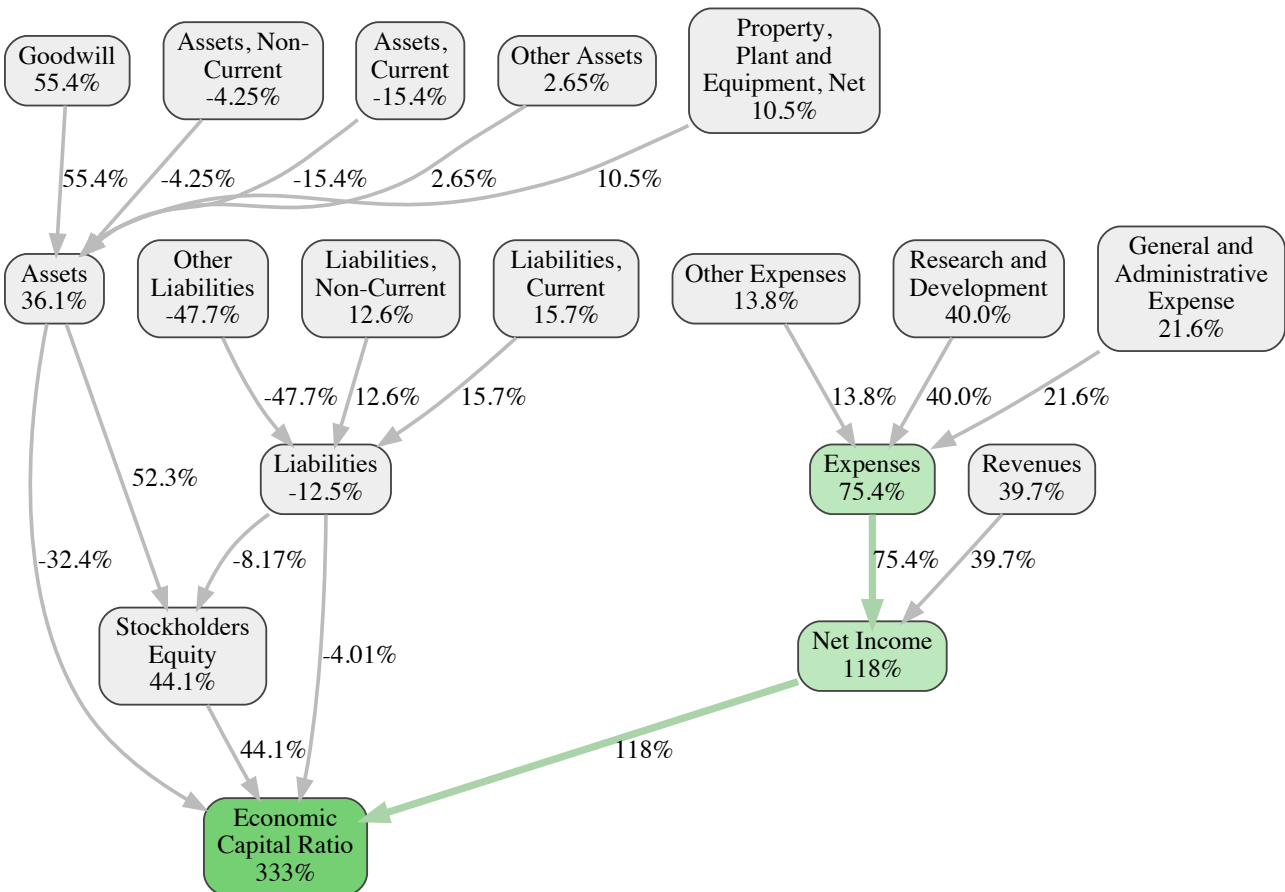 Goodwill
55.4%
Assets, Non-
Current
-4.25%
Assets,
Current
-15.4%
Other Assets
2.65%
Property,
Plant and
Equipment, Net
10.5%
55.4%
-4.25%
-15.4%
2.65%
10.5%
Assets
36.1%
Other
Liabilities
-47.7%
Liabilities,
Non-Current
12.6%
Liabilities,
Current
15.7%
Other Expenses
13.8%
Research and
Development
40.0%
General and
Administrative
Expense
21.6%
-47.7%
12.6%
15.7%
13.8%
40.0%
21.6%
Liabilities
-12.5%
Expenses
75.4%
Revenues
39.7%
52.3%
-32.4%
-8.17%
75.4%
39.7%
Stockholders
Equity
44.1%
-4.01%
Net Income
118%
44.1%
118%
Economic
Capital Ratio
333%